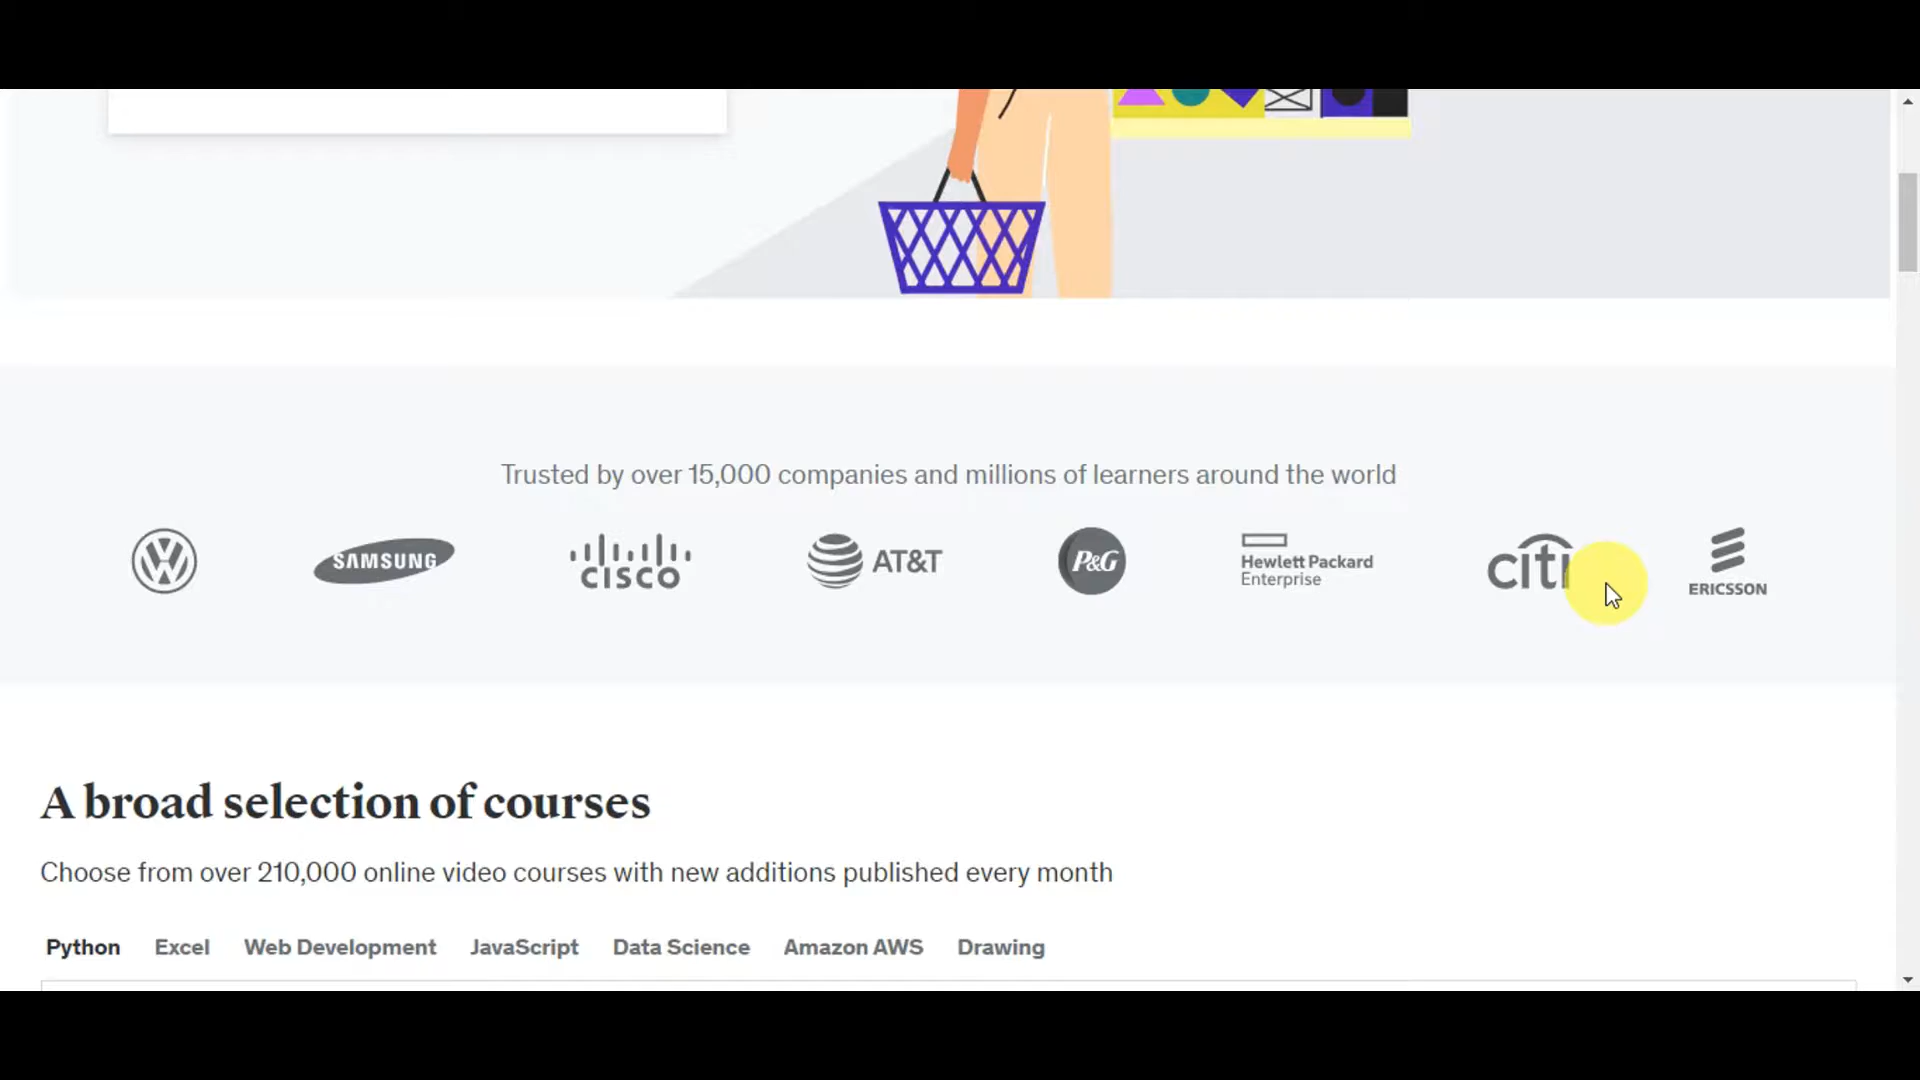 Trusted by over 15,000 companies and millions of learners around the world
SAMSUNG
CISCO
AT&T
P&G
Hewlett Packard
Enterprise
citi
ERICSSON
A broad selection of courses
Choose from over 210,000 online video courses with new additions published every month
Python Excel Web Development JavaScript Data Science Amazon AWS Drawing